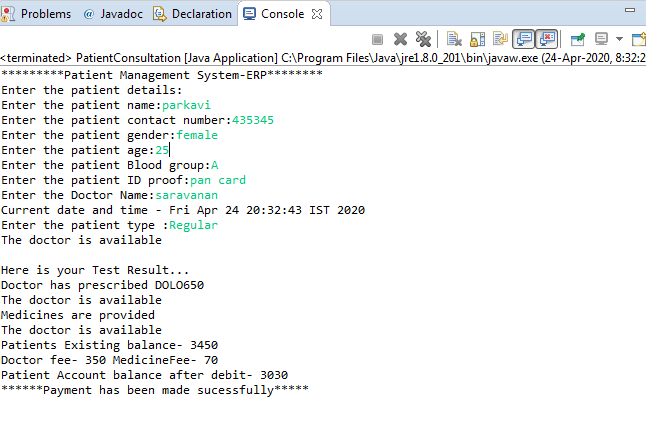 Problems @ Javadoc Declaration Console
<terminated> PatientConsultation [Java Application] C:\Program Files\Java\jre1.8.0_201\bin\javaw.exe (24-Apr-2020, 8:32:2
*********Patient Management System-ERP********
Enter the patient details:
Enter the patient name:parkavi
Enter the patient contact number:435345
Enter the patient gender:female
Enter the patient age:25
Enter the patient Blood group:A
Enter the patient ID proof:pan card
Enter the Doctor Name:saravanan
Current date and time - Fri Apr 24 20:32:43 IST 2020
Enter the patient type :Regular
The doctor is available
Here is your Test Result...
Doctor has prescribed DOLO650
The doctor is available
Medicines are provided
The doctor is available
Patients Existing balance- 3450
Doctor fee- 350 MedicineFee- 70
Patient Account balance after debit- 3030
******Payment has been made sucessfully*****